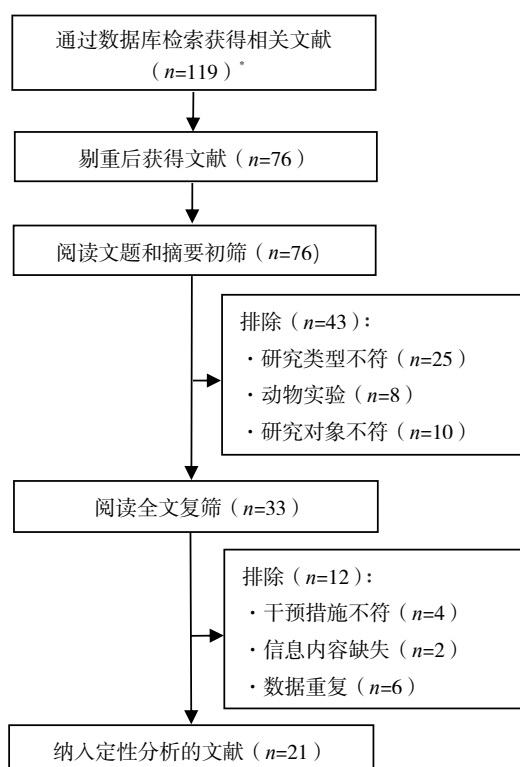 通过数据库检索获得相关文献
（n=119）*
剔重后获得文献（n=76）
阅读文题和摘要初筛（n=76）
排除（n=43）：
·研究类型不符（n=25）
·动物实验（n=8）
·研究对象不符（n=10）
阅读全文复筛（n=33）
排除（n=12）：
·干预措施不符（n=4）
·信息内容缺失（n=2）
·数据重复（n=6）
纳入定性分析的文献（n=21）